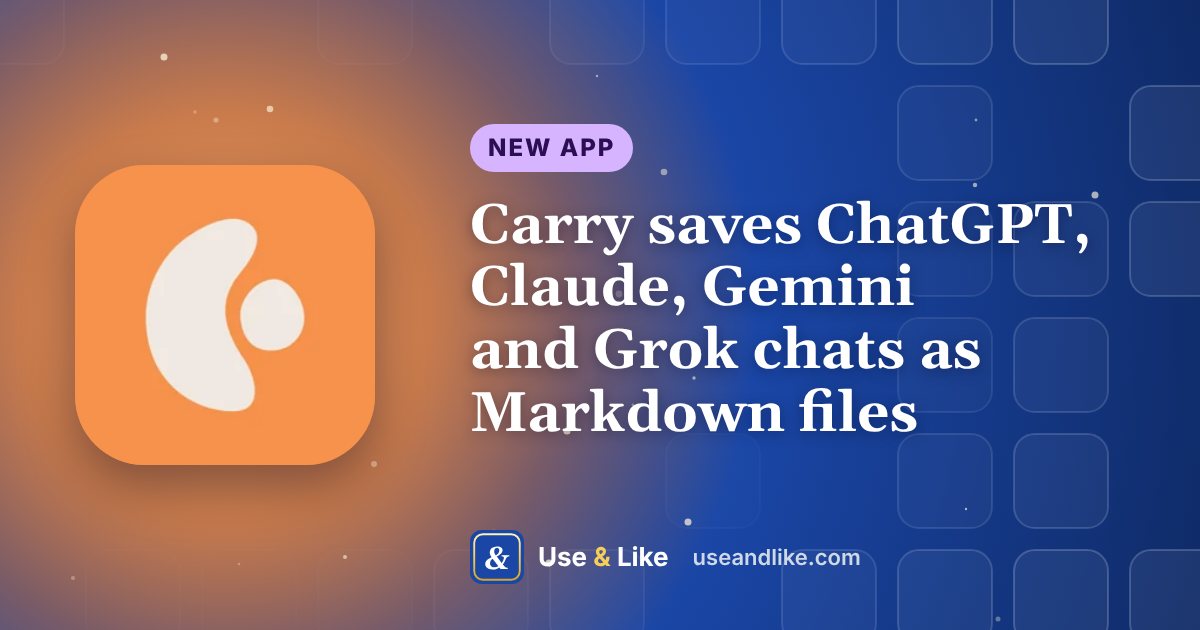 NEW APP
Carry saves ChatGPT,
Claude, Gemini
and Grok chats as
Markdown files
& Use & Like useandlike.com